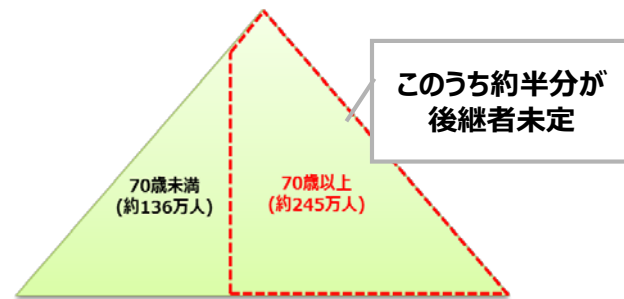 このうち約半分が
後継者未定
70歳未満
(約136万人)
70歳以上
(約245万人)